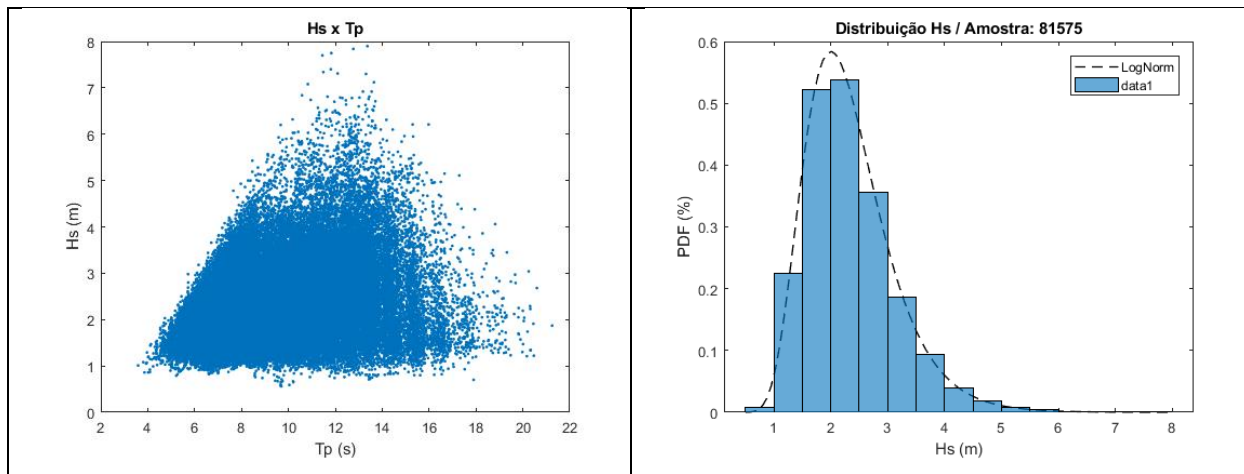 Hs x Tp
8
7
6
5
4
3
2
1
0
Hs (m)
2 4 6 8 10 12 14 16 18 20 22
Tp (s)
Distribuição Hs / Amostra: 81575
0.6
0.5
0.4
0.3
0.2
0.1
0
PDF (%)
LogNorm
data1
1 2 3 4 5 6 7 8
Hs (m)